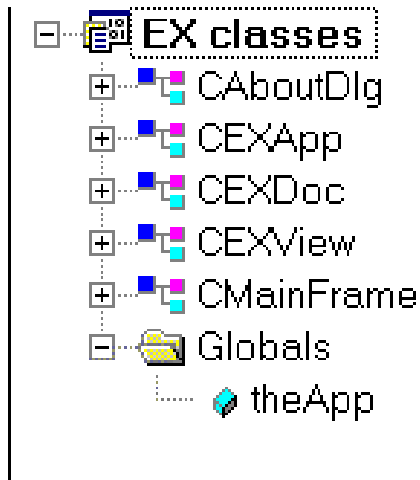 EX classes
CAboutDlg
CEXApp
CEXDoc
CEXView
CMainFrame
Globals
theApp